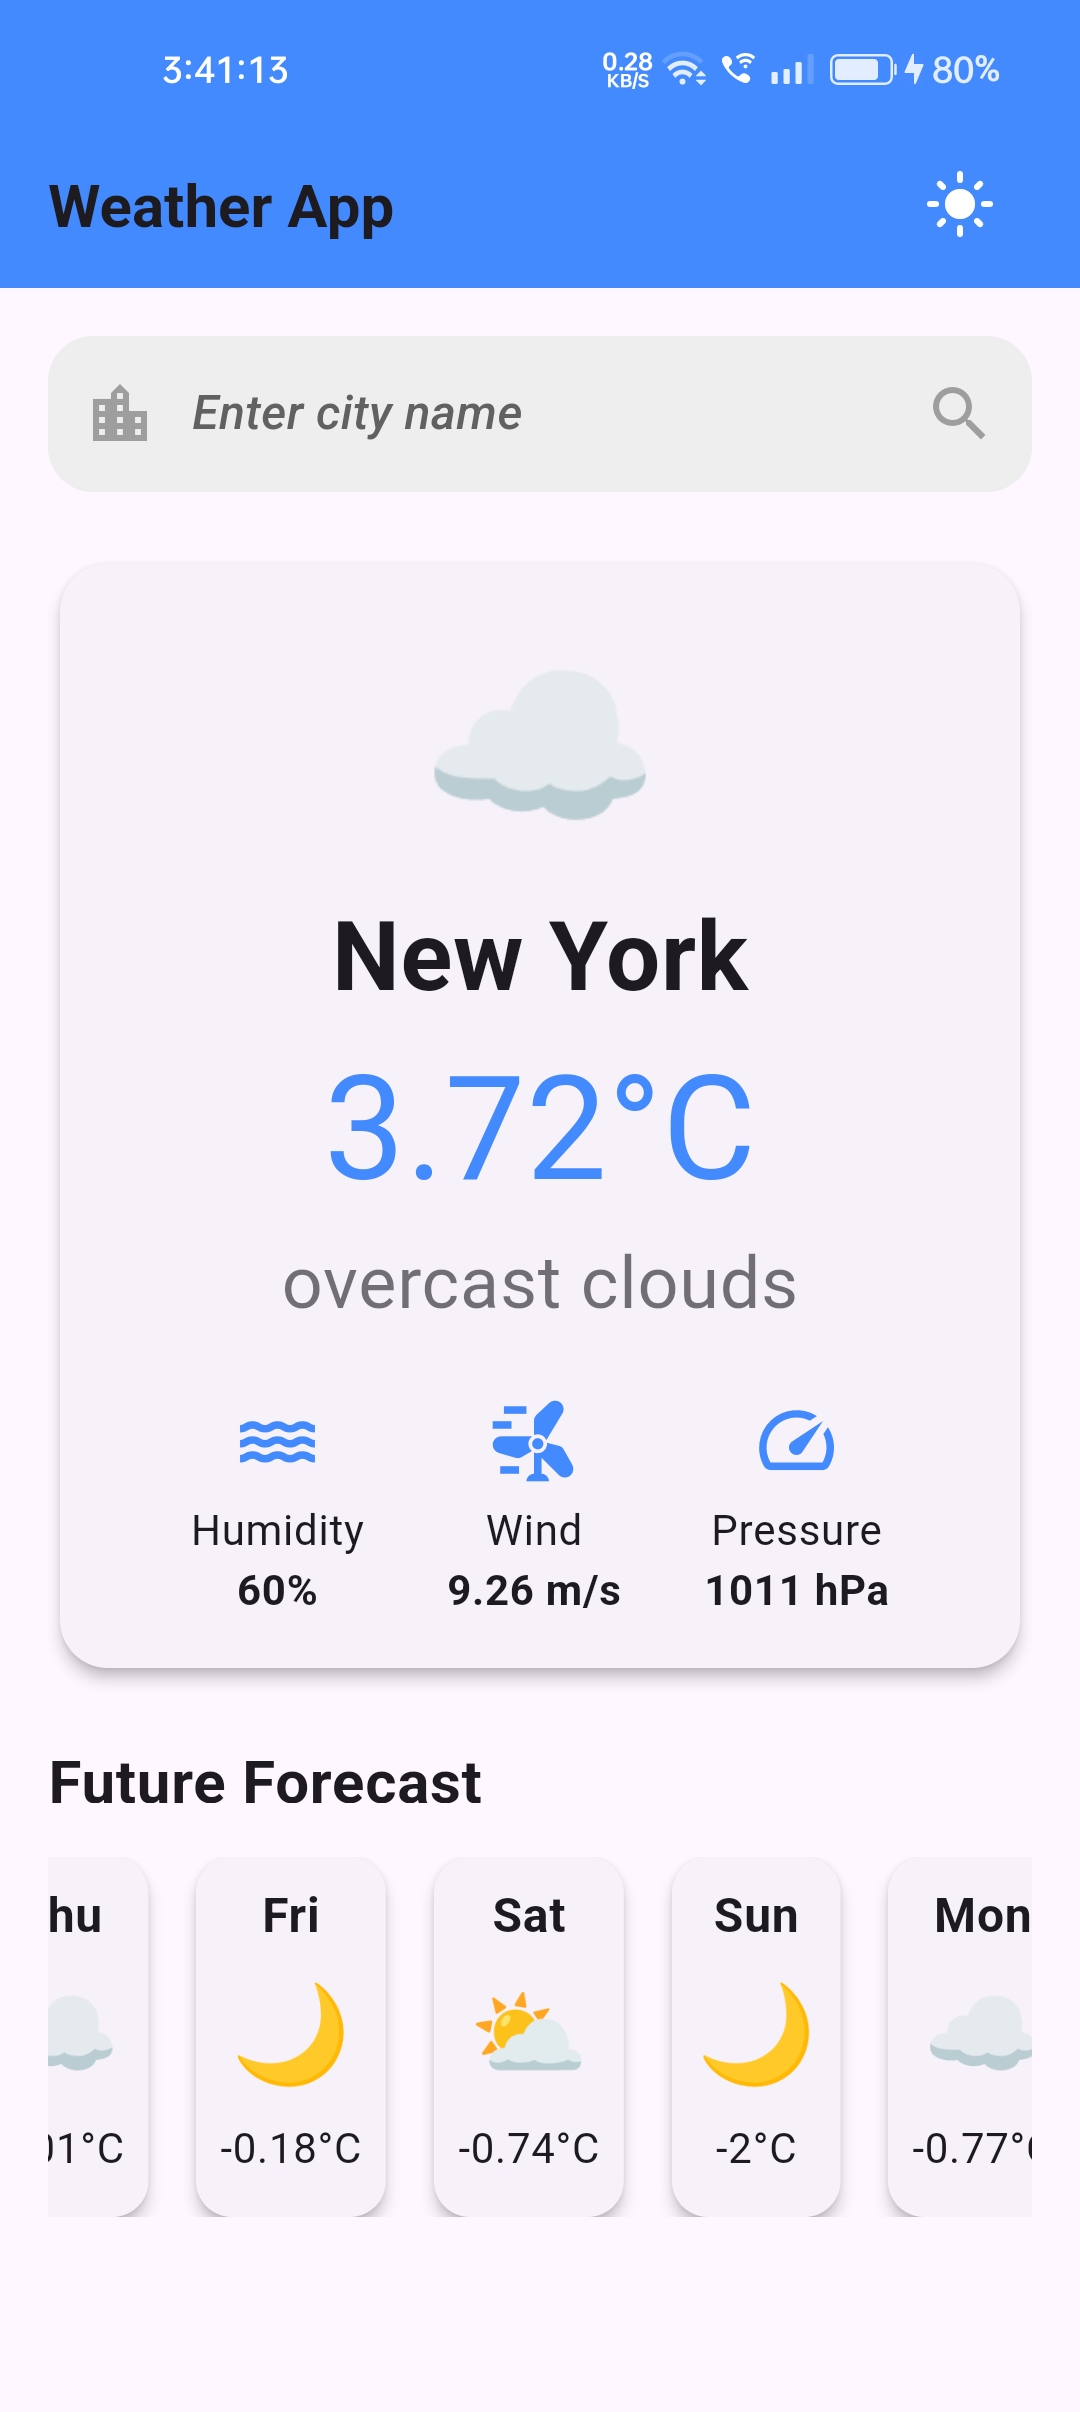 3:41:13 0.28 KB/S 80%
Weather App
Enter city name
New York
3.72°C
overcast clouds
Humidity Wind Pressure
60% 9.26 m/s 1011 hPa
Future Forecast
hu Fri Sat Sun Mon
1°C -0.18°C -0.74°C -2°C -0.77°C